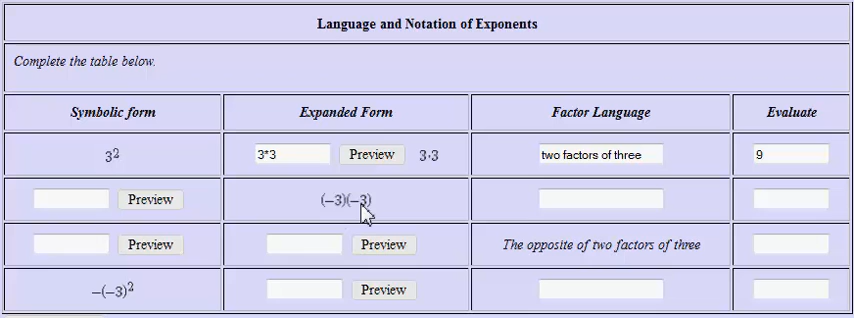 Language and Notation of Exponents
Complete the table below.
Symbolic form Expanded Form Factor Language Evaluate
3² 3*3 Preview 3·3 two factors of three 9
Preview (−3)(−3)
Preview Preview The opposite of two factors of three
−(−3)² Preview